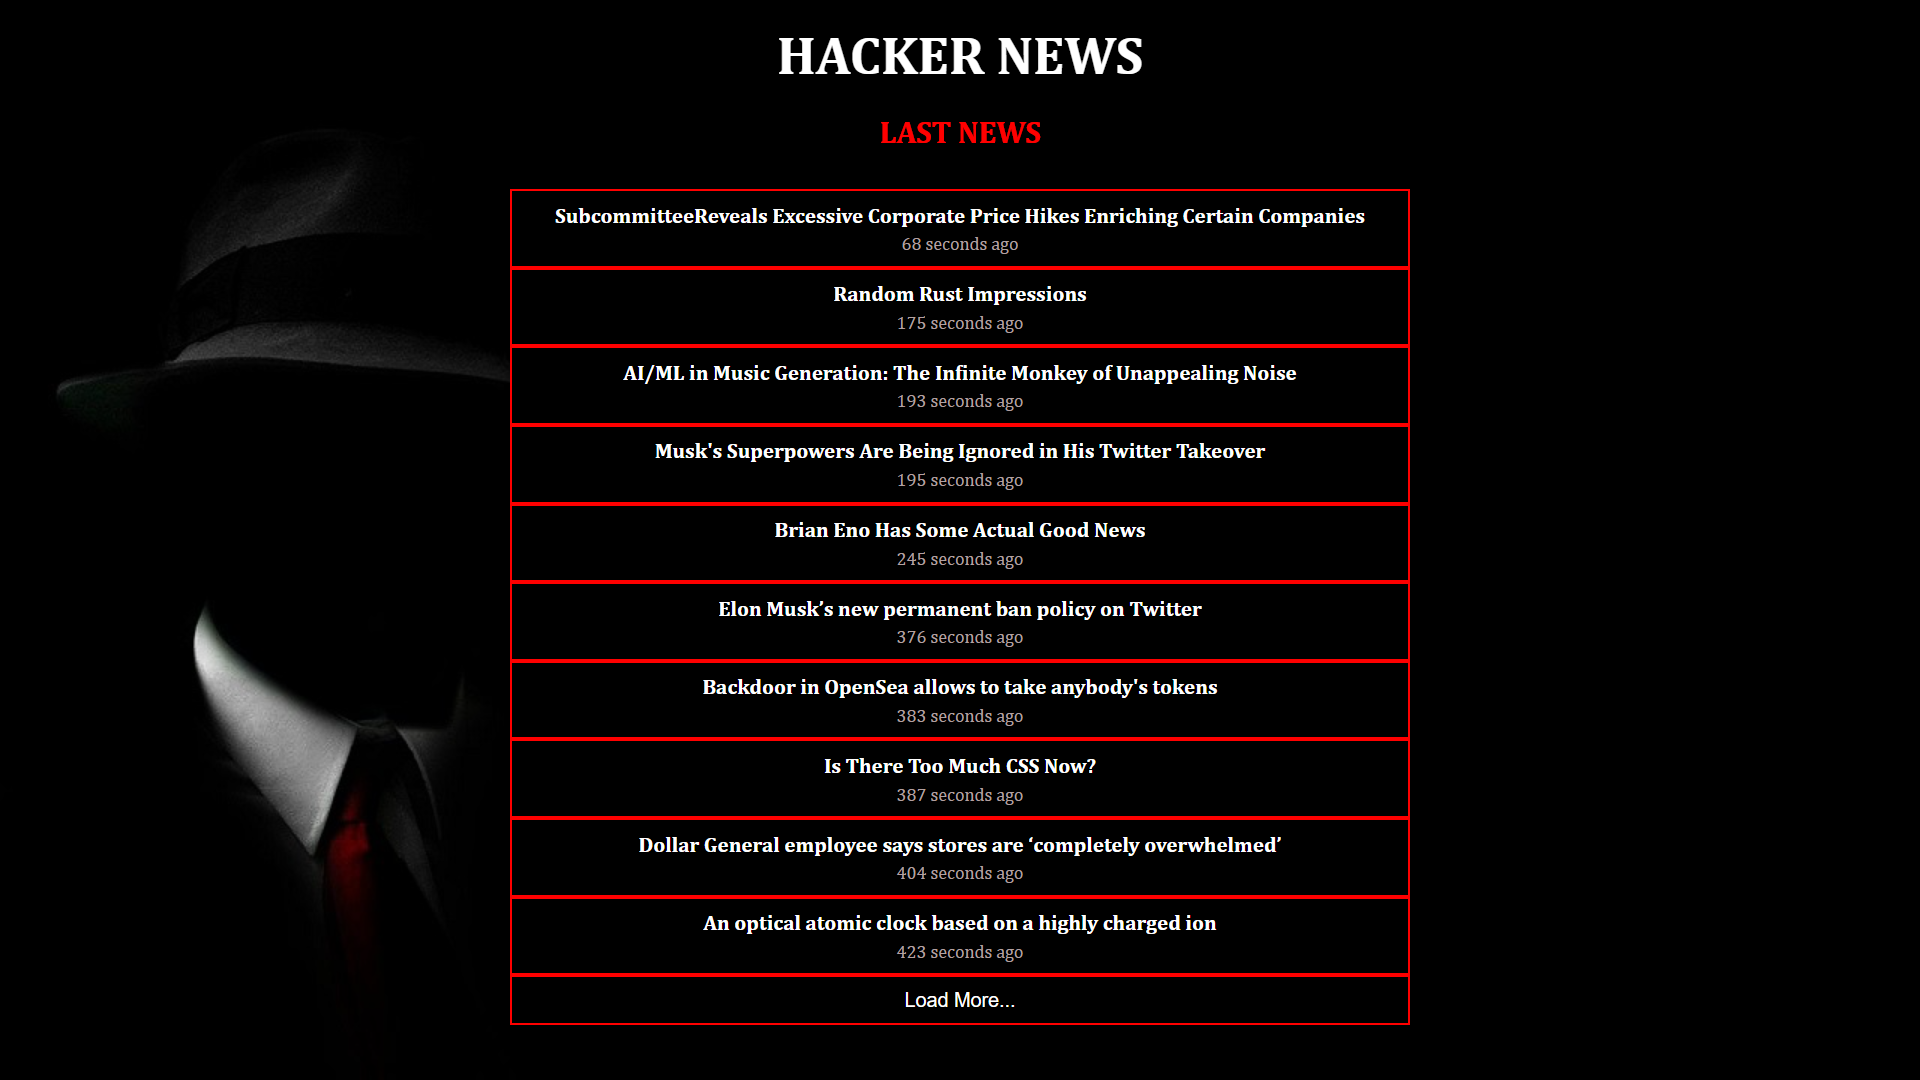 HACKER NEWS
LAST NEWS
SubcommitteeReveals Excessive Corporate Price Hikes Enriching Certain Companies
68 seconds ago
Random Rust Impressions
175 seconds ago
AI/ML in Music Generation: The Infinite Monkey of Unappealing Noise
193 seconds ago
Musk's Superpowers Are Being Ignored in His Twitter Takeover
195 seconds ago
Brian Eno Has Some Actual Good News
245 seconds ago
Elon Musk’s new permanent ban policy on Twitter
376 seconds ago
Backdoor in OpenSea allows to take anybody's tokens
383 seconds ago
Is There Too Much CSS Now?
387 seconds ago
Dollar General employee says stores are ‘completely overwhelmed’
404 seconds ago
An optical atomic clock based on a highly charged ion
423 seconds ago
Load More...